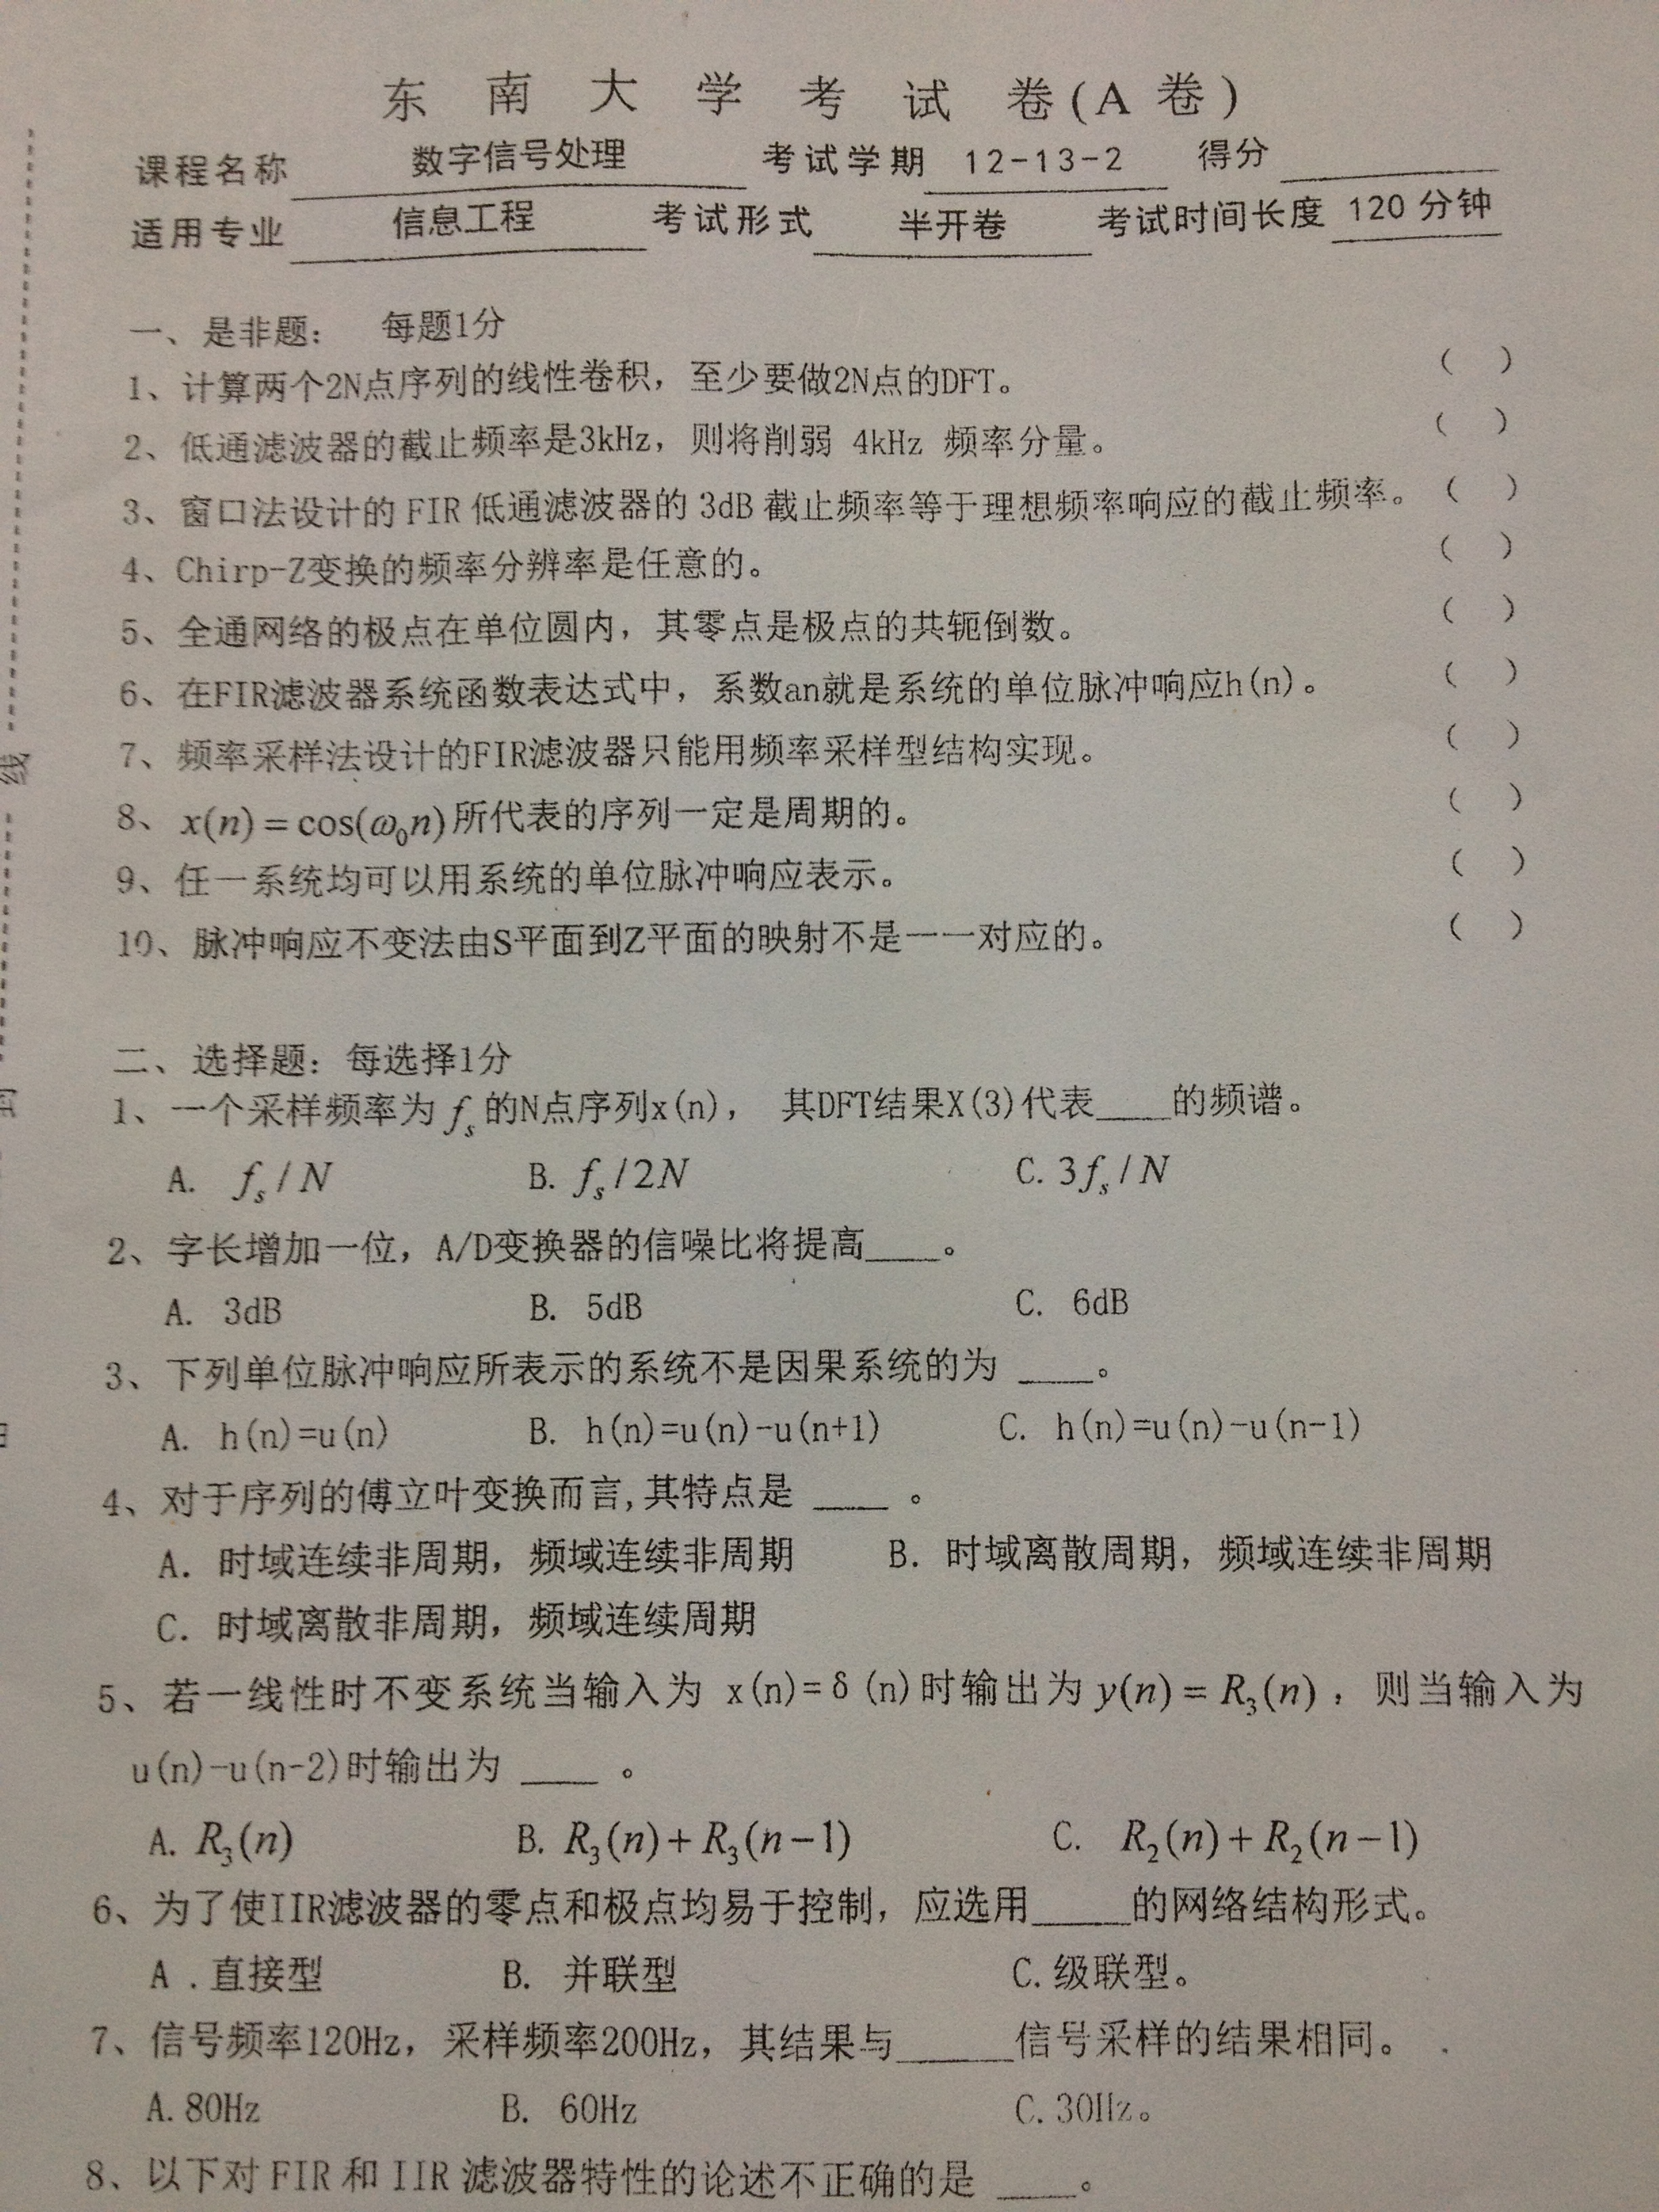 东南大学考试卷(A卷)
课程名称 数字信号处理 考试学期 12-13-2 得分
适用专业 信息工程 考试形式 半开卷 考试时间长度 120分钟
一、是非题: 每题1分
1、计算两个2N点序列的线性卷积，至少要做2N点的DFT。 ( )
2、低通滤波器的截止频率是3kHz，则将削弱 4kHz 频率分量。 ( )
3、窗口法设计的 FIR 低通滤波器的 3dB 截止频率等于理想频率响应的截止频率。 ( )
4、Chirp-Z变换的频率分辨率是任意的。 ( )
5、全通网络的极点在单位圆内，其零点是极点的共轭倒数。 ( )
6、在FIR滤波器系统函数表达式中，系数an就是系统的单位脉冲响应h(n)。 ( )
7、频率采样法设计的FIR滤波器只能用频率采样型结构实现。 ( )
8、x(n)=cos(ω₀n)所代表的序列一定是周期的。 ( )
9、任一系统均可以用系统的单位脉冲响应表示。 ( )
10、脉冲响应不变法由S平面到Z平面的映射不是一一对应的。 ( )
二、选择题: 每选择1分
1、一个采样频率为 fₛ 的N点序列x(n)， 其DFT结果X(3)代表____的频谱。
A. fₛ/N B. fₛ/2N C. 3fₛ/N
2、字长增加一位，A/D变换器的信噪比将提高____。
A. 3dB B. 5dB C. 6dB
3、下列单位脉冲响应所表示的系统不是因果系统的为 ____。
A. h(n)=u(n) B. h(n)=u(n)-u(n+1) C. h(n)=u(n)-u(n-1)
4、对于序列的傅立叶变换而言,其特点是 ____ 。
A. 时域连续非周期，频域连续非周期 B. 时域离散周期，频域连续非周期
C. 时域离散非周期，频域连续周期
5、若一线性时不变系统当输入为 x(n)=δ(n)时输出为y(n)=R₃(n)，则当输入为
u(n)-u(n-2)时输出为 ____ 。
A. R₃(n) B. R₃(n)+R₃(n-1) C. R₂(n)+R₂(n-1)
6、为了使IIR滤波器的零点和极点均易于控制，应选用_____的网络结构形式。
A .直接型 B. 并联型 C.级联型。
7、信号频率120Hz，采样频率200Hz，其结果与______信号采样的结果相同。
A.80Hz B. 60Hz C.30Hz。
8、以下对 FIR 和 IIR 滤波器特性的论述不正确的是 ____。
线